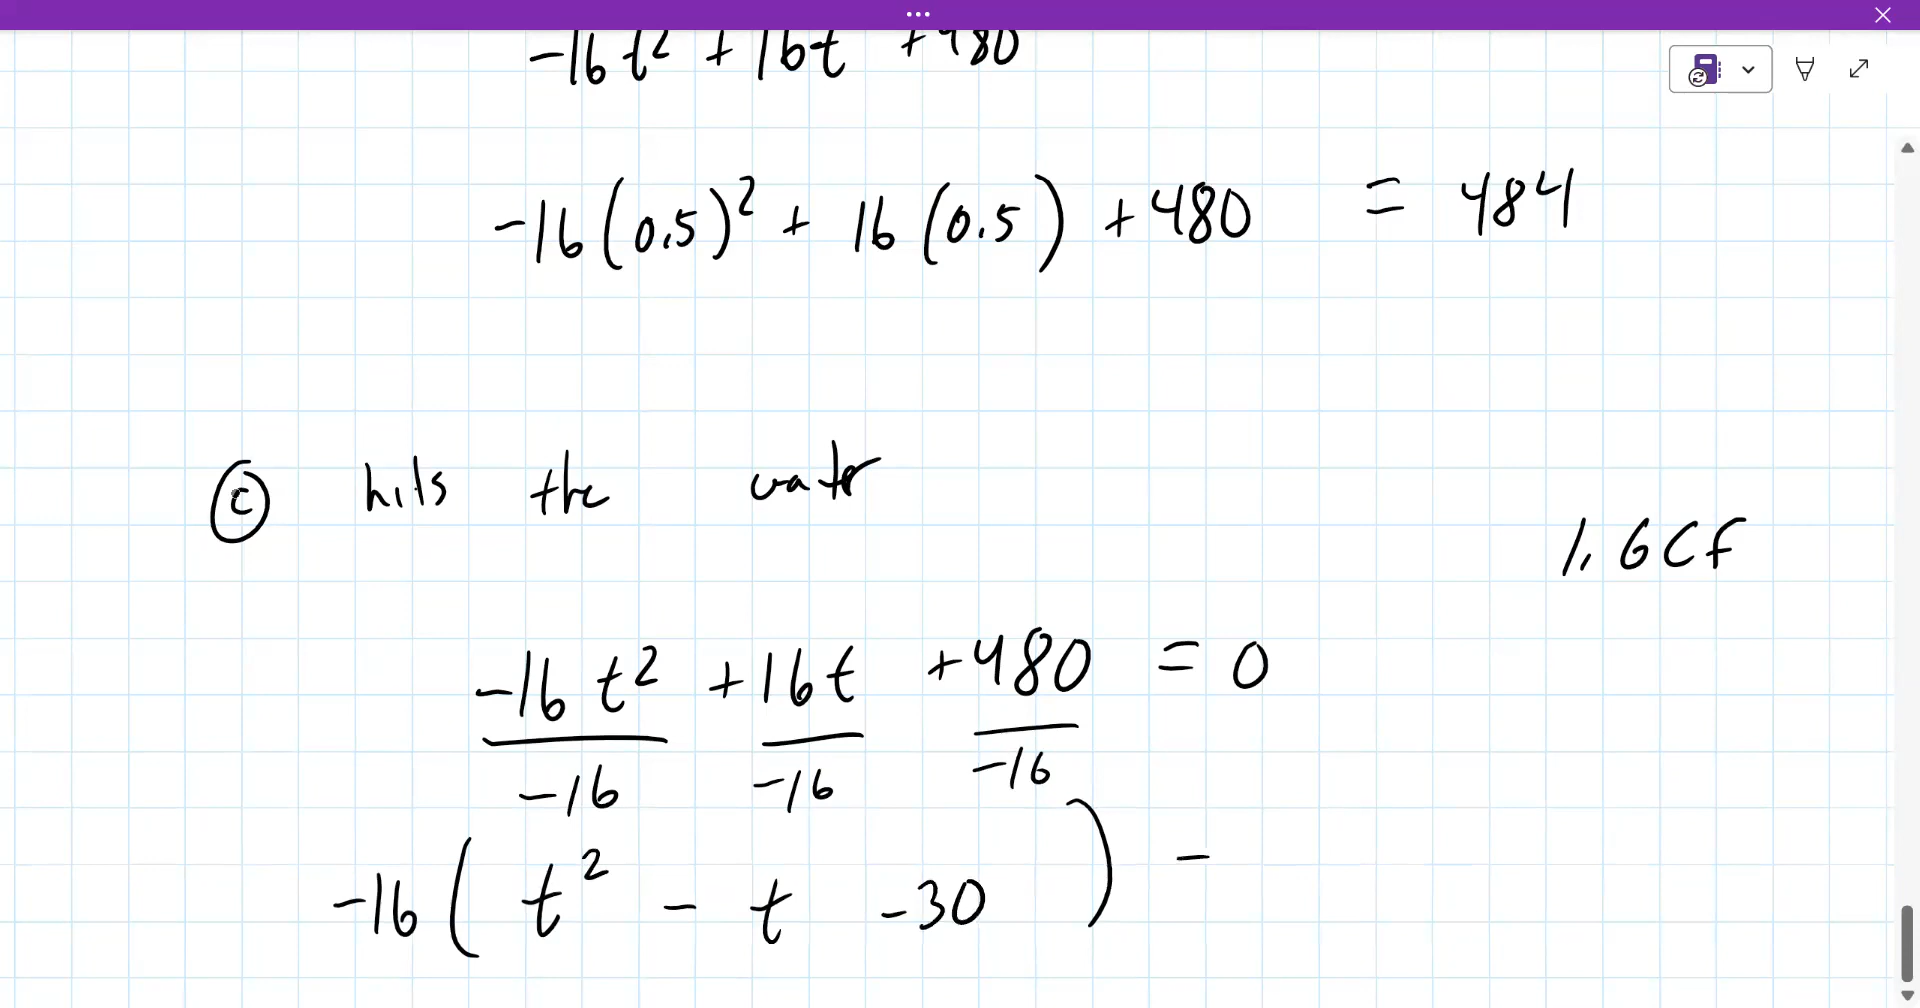 -16t² + 16t + 480
-16(0.5)² + 16(0.5) + 480 = 484
ⓒ hits the water
1. GCF
-16t² + 16t + 480 = 0
-16 -16 -16
-16( t² - t - 30 ) -